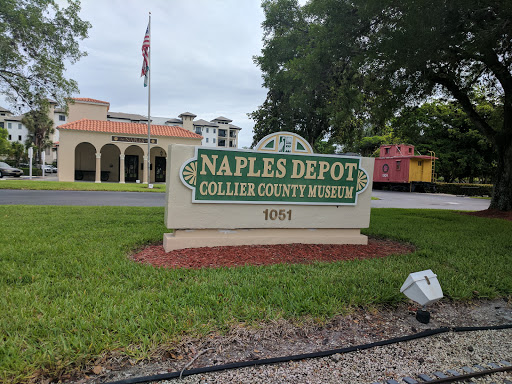 NAPLES DEPOT
COLLIER COUNTY MUSEUM
1051